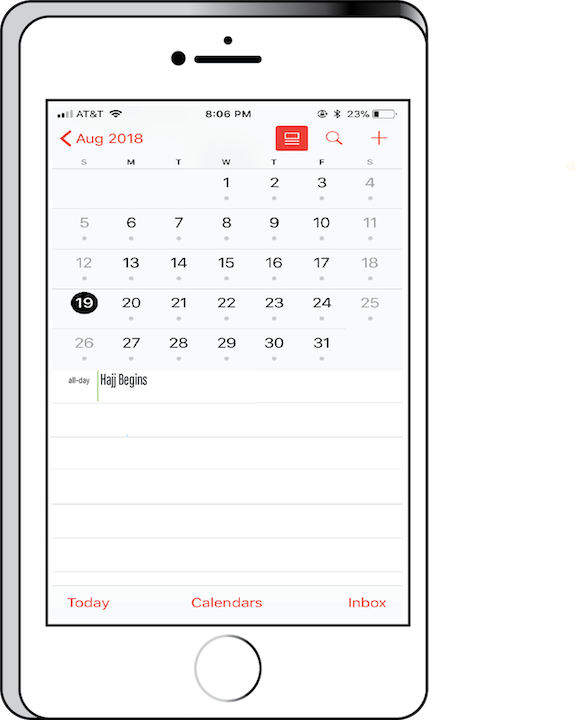 AT&T 8:06 PM 23%
Aug 2018
S M T W T F S
1 2 3 4
5 6 7 8 9 10 11
12 13 14 15 16 17 18
19 20 21 22 23 24 25
26 27 28 29 30 31
all-day Hajj Begins
Today Calendars Inbox